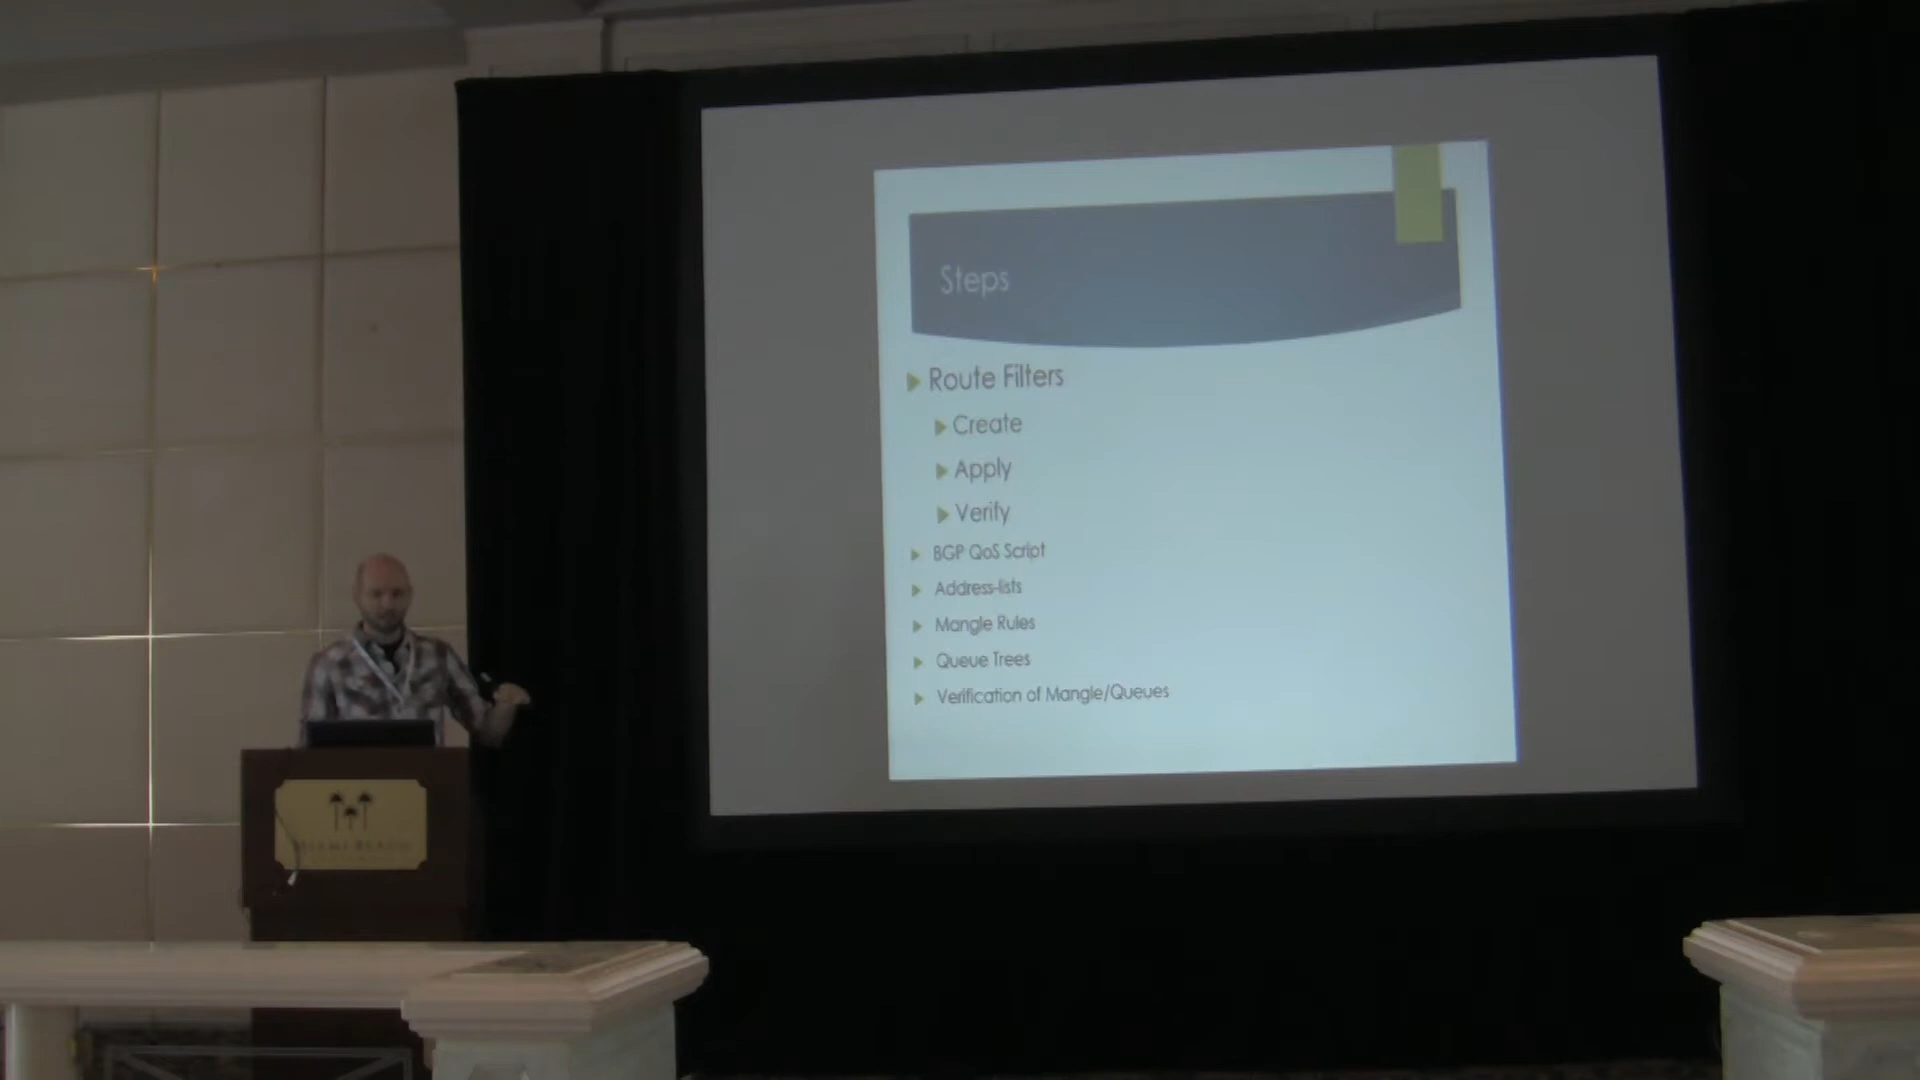 Steps
Route Filters
Create
Apply
Verify
BGP QoS Script
Address-lists
Mangle Rules
Queue Trees
Verification of Mangle/Queues